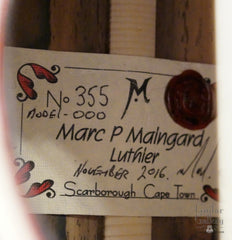 No 355
MODEL-000
M
Marc P Maingard
Luthier
NOVEMBER 2016.
Scarborough Cape Town